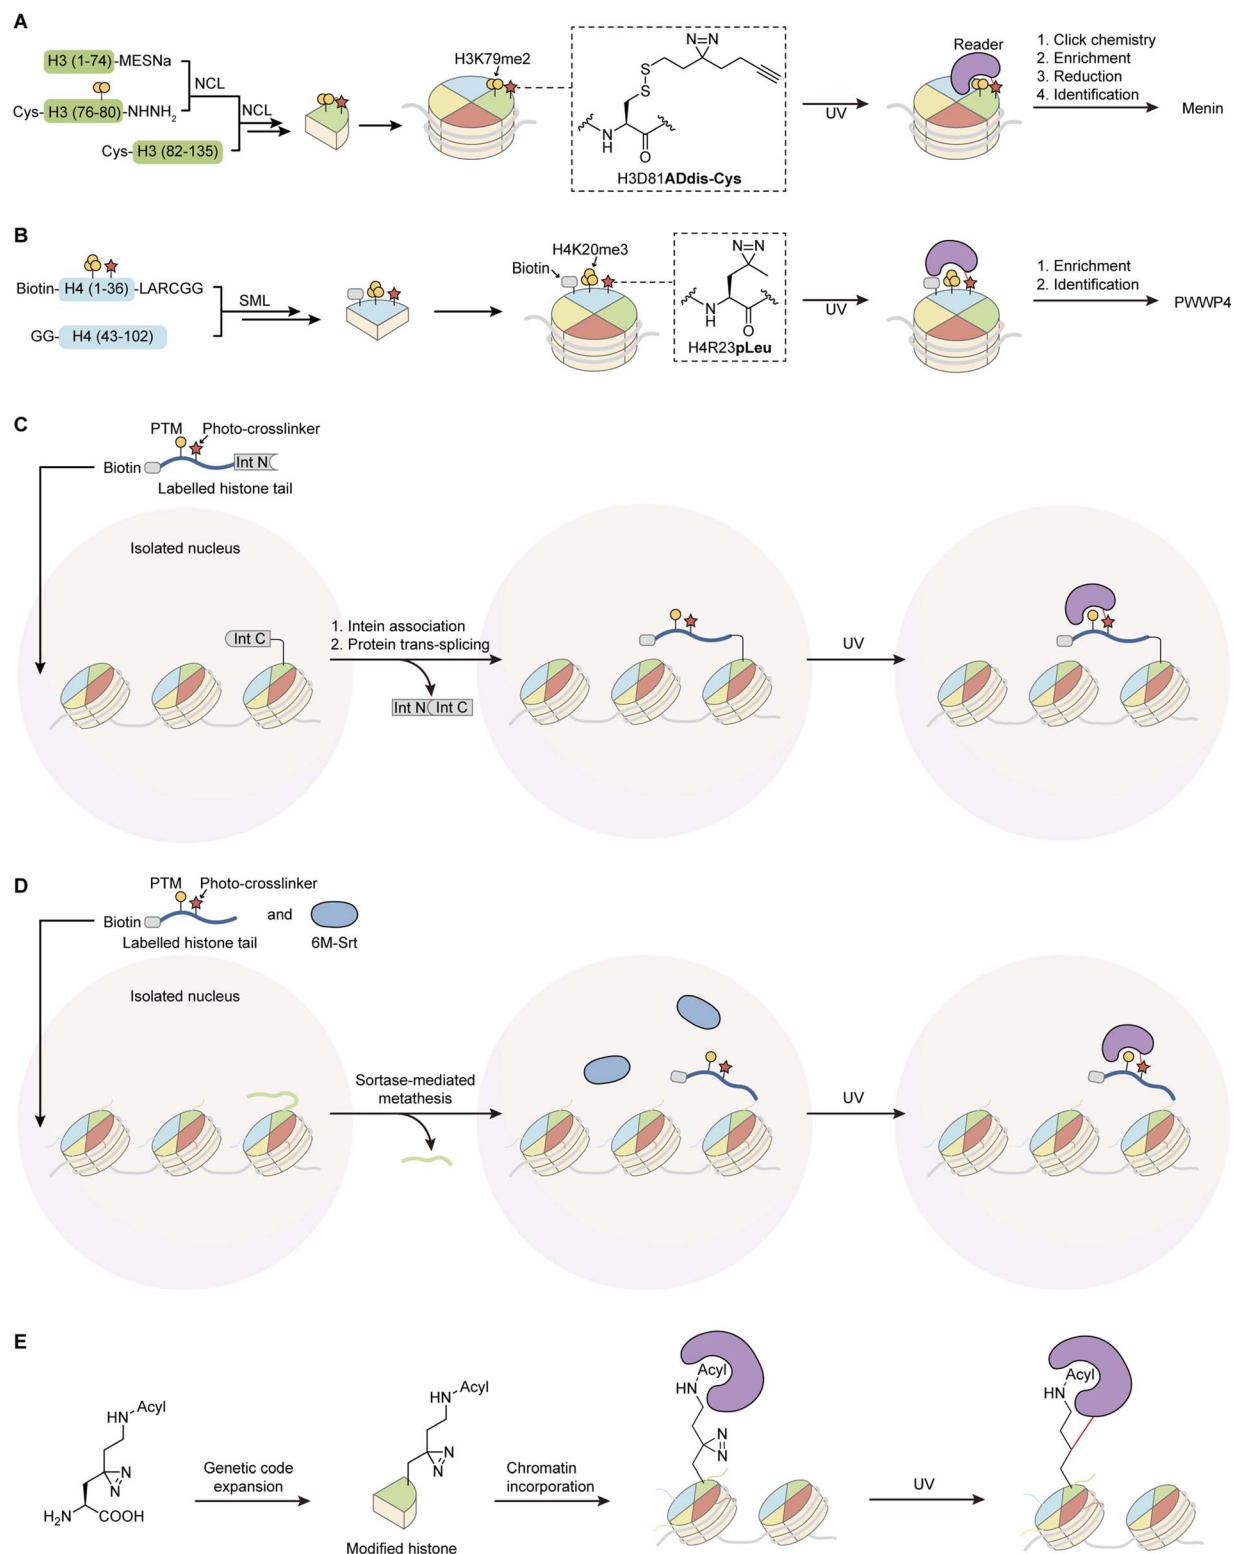 A
H3 (1-74)-MESNa
NCL
Cys-H3 (76-80)-NHNH2
NCL
Cys-H3 (82-135)
H3K79me2
N=N
S
S
N
H
O
H3D81ADdis-Cys
UV
Reader
1. Click chemistry
2. Enrichment
3. Reduction
4. Identification
Menin
B
Biotin-H4 (1-36)-LARCGG
SML
GG-H4 (43-102)
H4K20me3
Biotin
N=N
N
H
O
H4R23pLeu
UV
1. Enrichment
2. Identification
PWWP4
C
PTM
Photo-crosslinker
Biotin
Int N
Labelled histone tail
Isolated nucleus
Int C
1. Intein association
2. Protein trans-splicing
Int N Int C
UV
D
PTM
Photo-crosslinker
Biotin
and
Labelled histone tail
6M-Srt
Isolated nucleus
Sortase-mediated
metathesis
UV
E
HN
Acyl
N
N
H2N
COOH
Genetic code
expansion
HN
Acyl
N
N
Modified histone
Chromatin
incorporation
Acyl
HN
N
N
UV
Acyl
HN